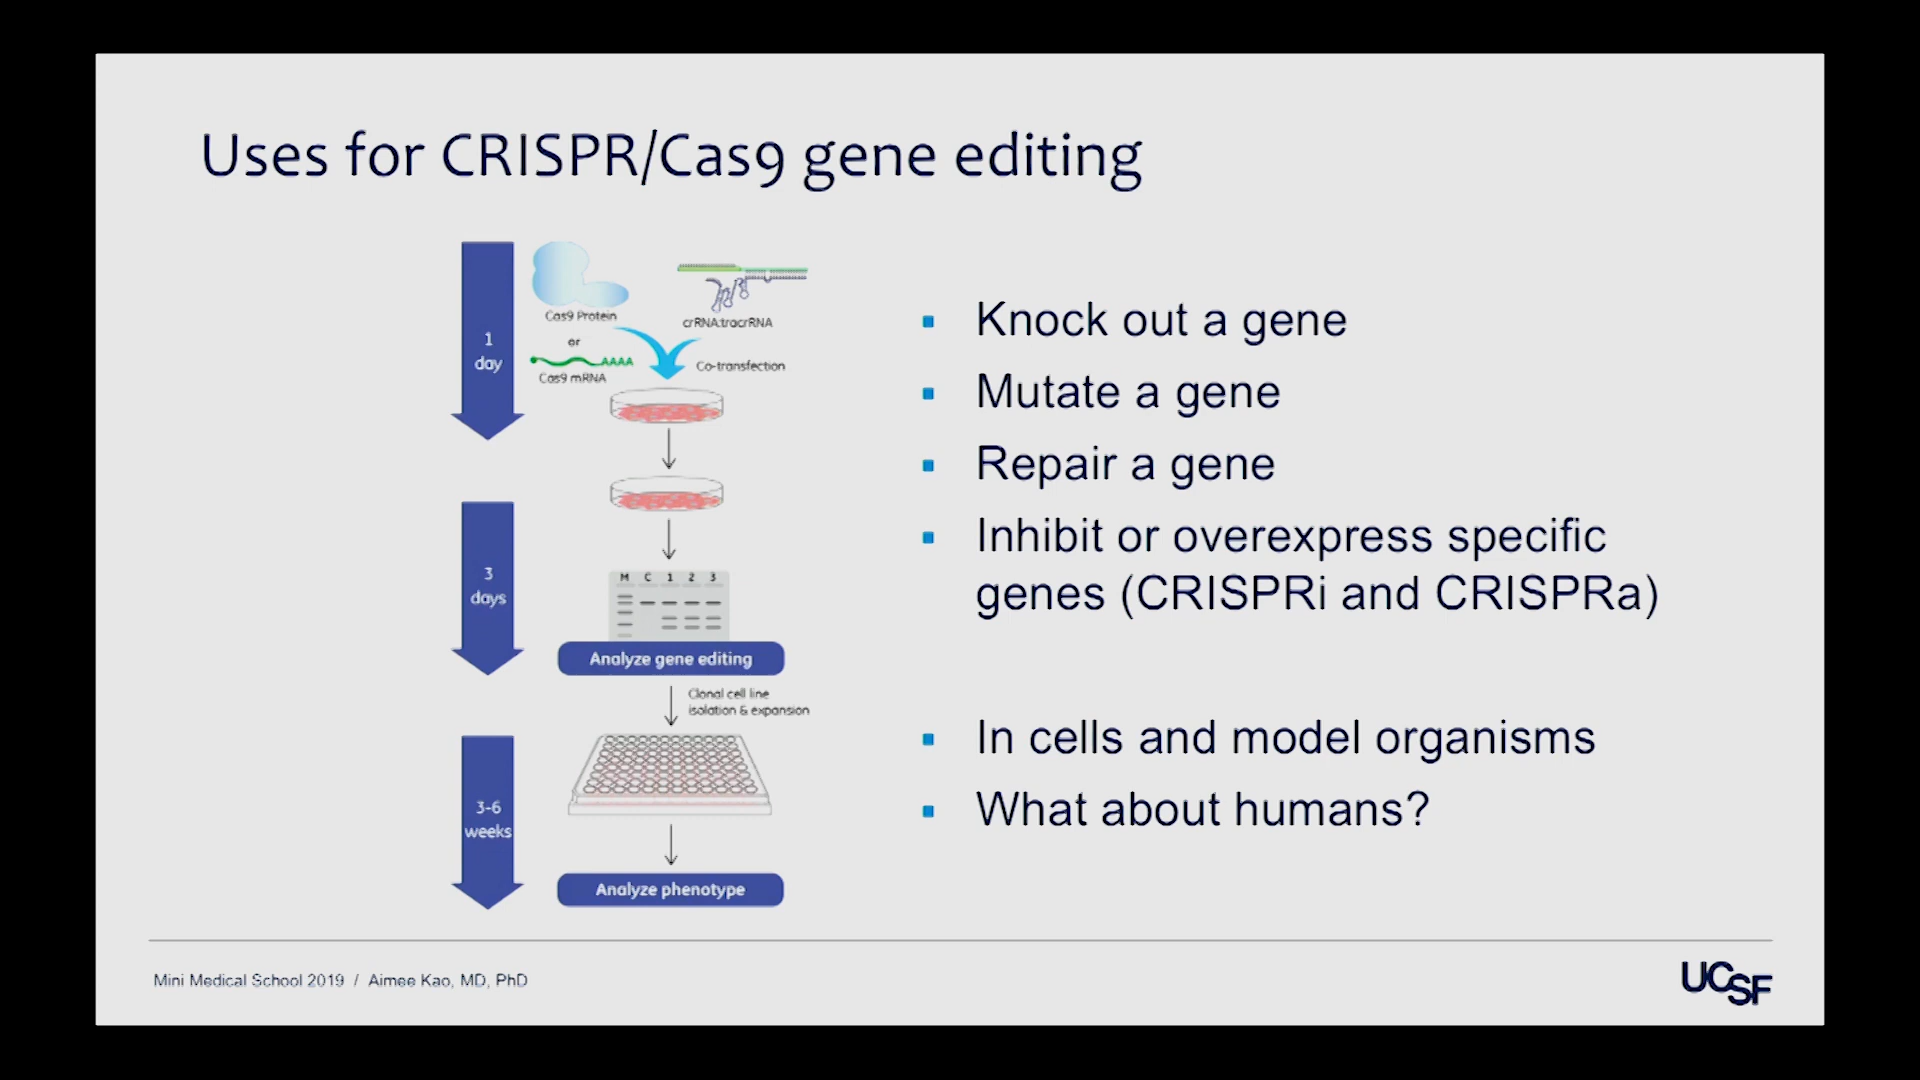 Uses for CRISPR/Cas9 gene editing
1
day
Cas9 Protein
or
Cas9 mRNA
AAAA
crRNA:tracrRNA
Co-transfection
3
days
M C 1 2 3
Analyze gene editing
Clonal cell line
isolation & expansion
3-6
weeks
Analyze phenotype
Knock out a gene
Mutate a gene
Repair a gene
Inhibit or overexpress specific
genes (CRISPRi and CRISPRa)
In cells and model organisms
What about humans?
Mini Medical School 2019 / Aimee Kao, MD, PhD
UCSF